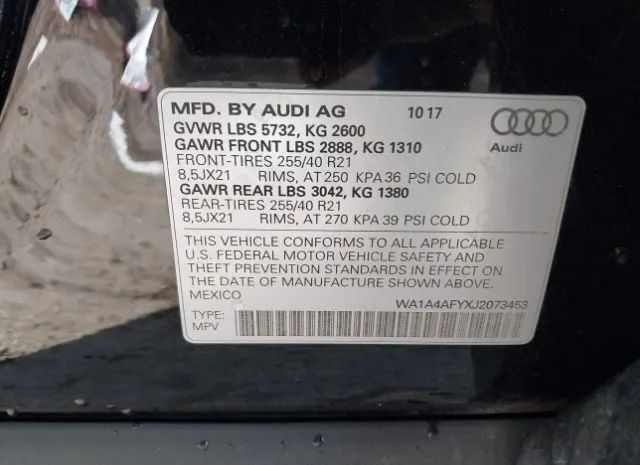 MFD. BY AUDI AG 10 17
GVWR LBS 5732, KG 2600
GAWR FRONT LBS 2888, KG 1310
FRONT-TIRES 255/40 R21
8,5JX21 RIMS, AT 250 KPA 36 PSI COLD
GAWR REAR LBS 3042, KG 1380
REAR-TIRES 255/40 R21
8,5JX21 RIMS, AT 270 KPA 39 PSI COLD
Audi
THIS VEHICLE CONFORMS TO ALL APPLICABLE
U.S. FEDERAL MOTOR VEHICLE SAFETY AND
THEFT PREVENTION STANDARDS IN EFFECT ON
THE DATE OF MANUFACTURE SHOWN ABOVE.
MEXICO
WA1A4AFYXJ2073453
TYPE:
MPV